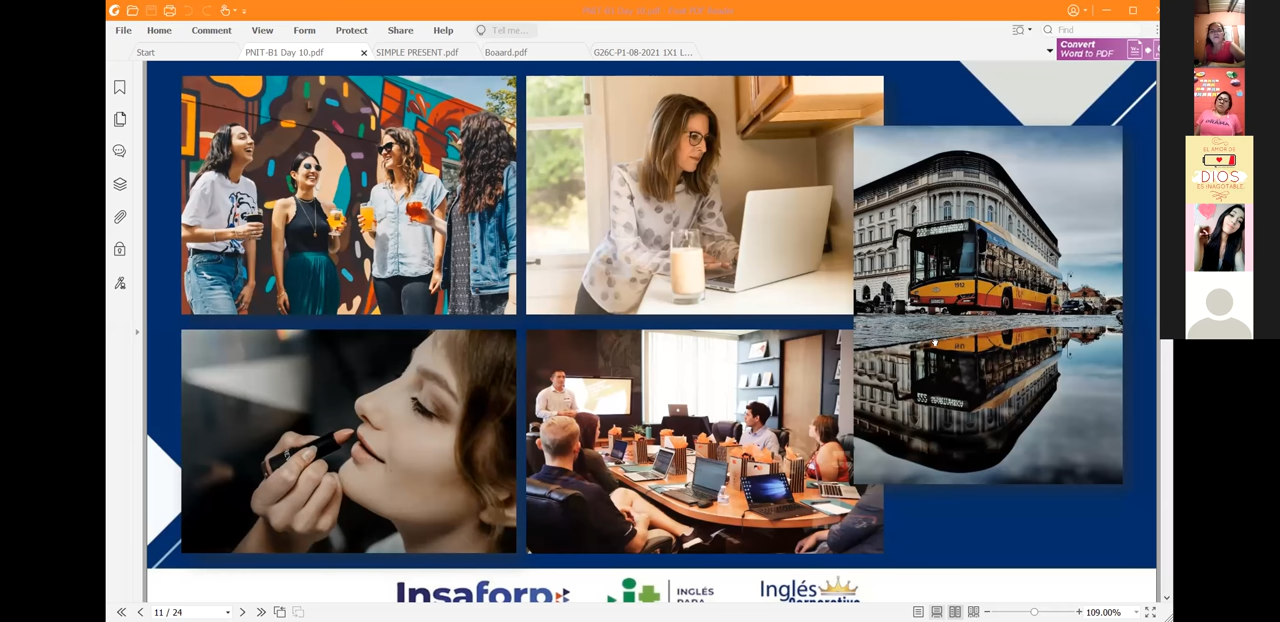 File Home Comment View Form Protect Share Help Tell me... Find
Start PNIT-B1 Day 10.pdf SIMPLE PRESENT.pdf Boaard.pdf G26C-P1-08-2021 1X1 L...
Convert
Word to PDF
EL AMOR DE
DIOS
ES INAGOTABLE
Insaforp
INGLÉS
PARA
Inglés
Corporativo
11 / 24
109.00%